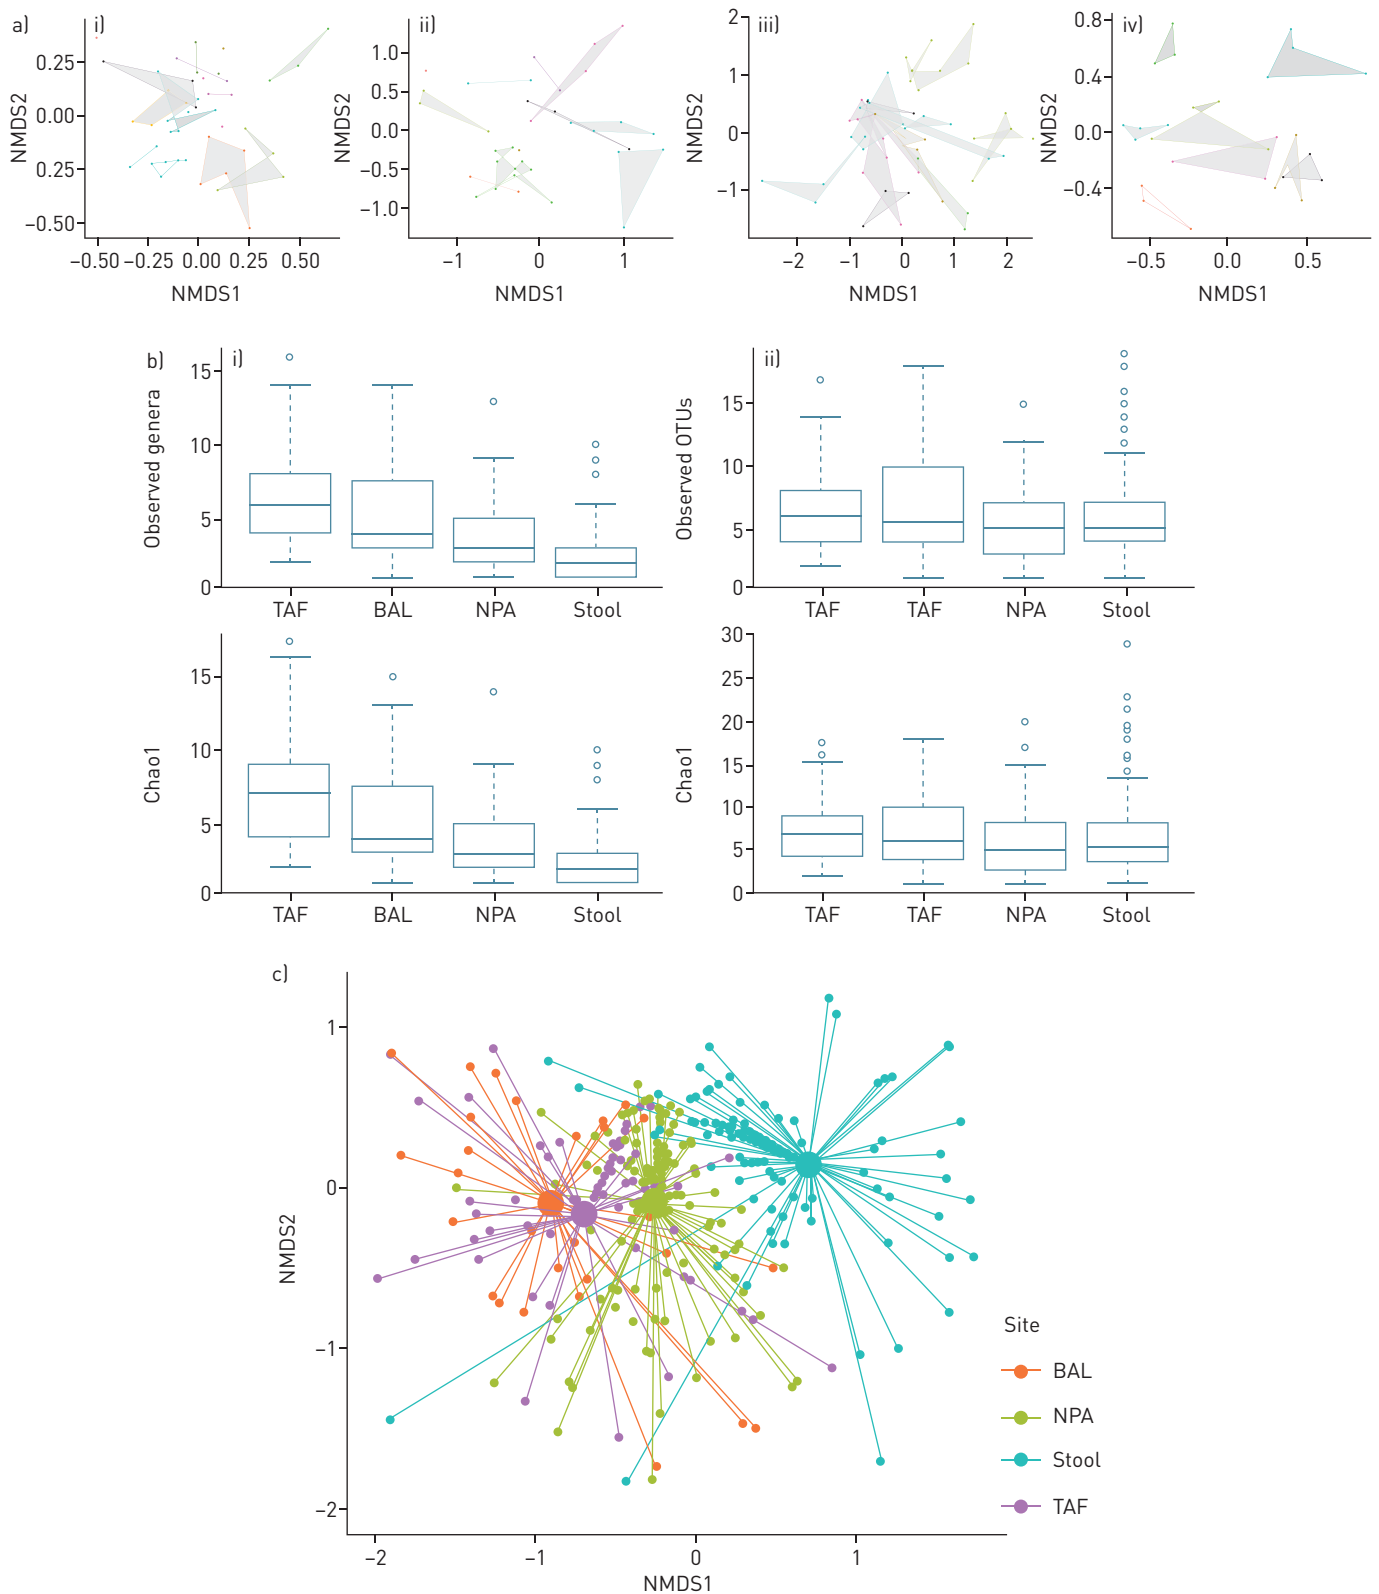 a)
i)
NMDS2
0.25
0.00
0.25
−0.50
−0.50
−0.25
0.00
0.25
0.50
NMDS1
ii)
NMDS2
1.0
0.5
0.0
−0.5
−1.0
−1
0
1
NMDS1
iii)
NMDS2
2
1
0
−1
−2
−1
0
1
2
NMDS1
iv)
NMDS2
0.8
0.4
0.0
−0.4
−0.5
0.0
0.5
NMDS1
b)
i)
Observed genera
15
10
5
0
TAF
BAL
NPA
Stool
ii)
Observed OTUs
15
10
5
0
TAF
TAF
NPA
Stool
Chao1
15
10
5
0
TAF
BAL
NPA
Stool
Chao1
30
25
20
15
10
5
0
TAF
TAF
NPA
Stool
c)
NMDS2
1
0
−1
−2
−2
−1
0
1
NMDS1
Site
BAL
NPA
Stool
TAF